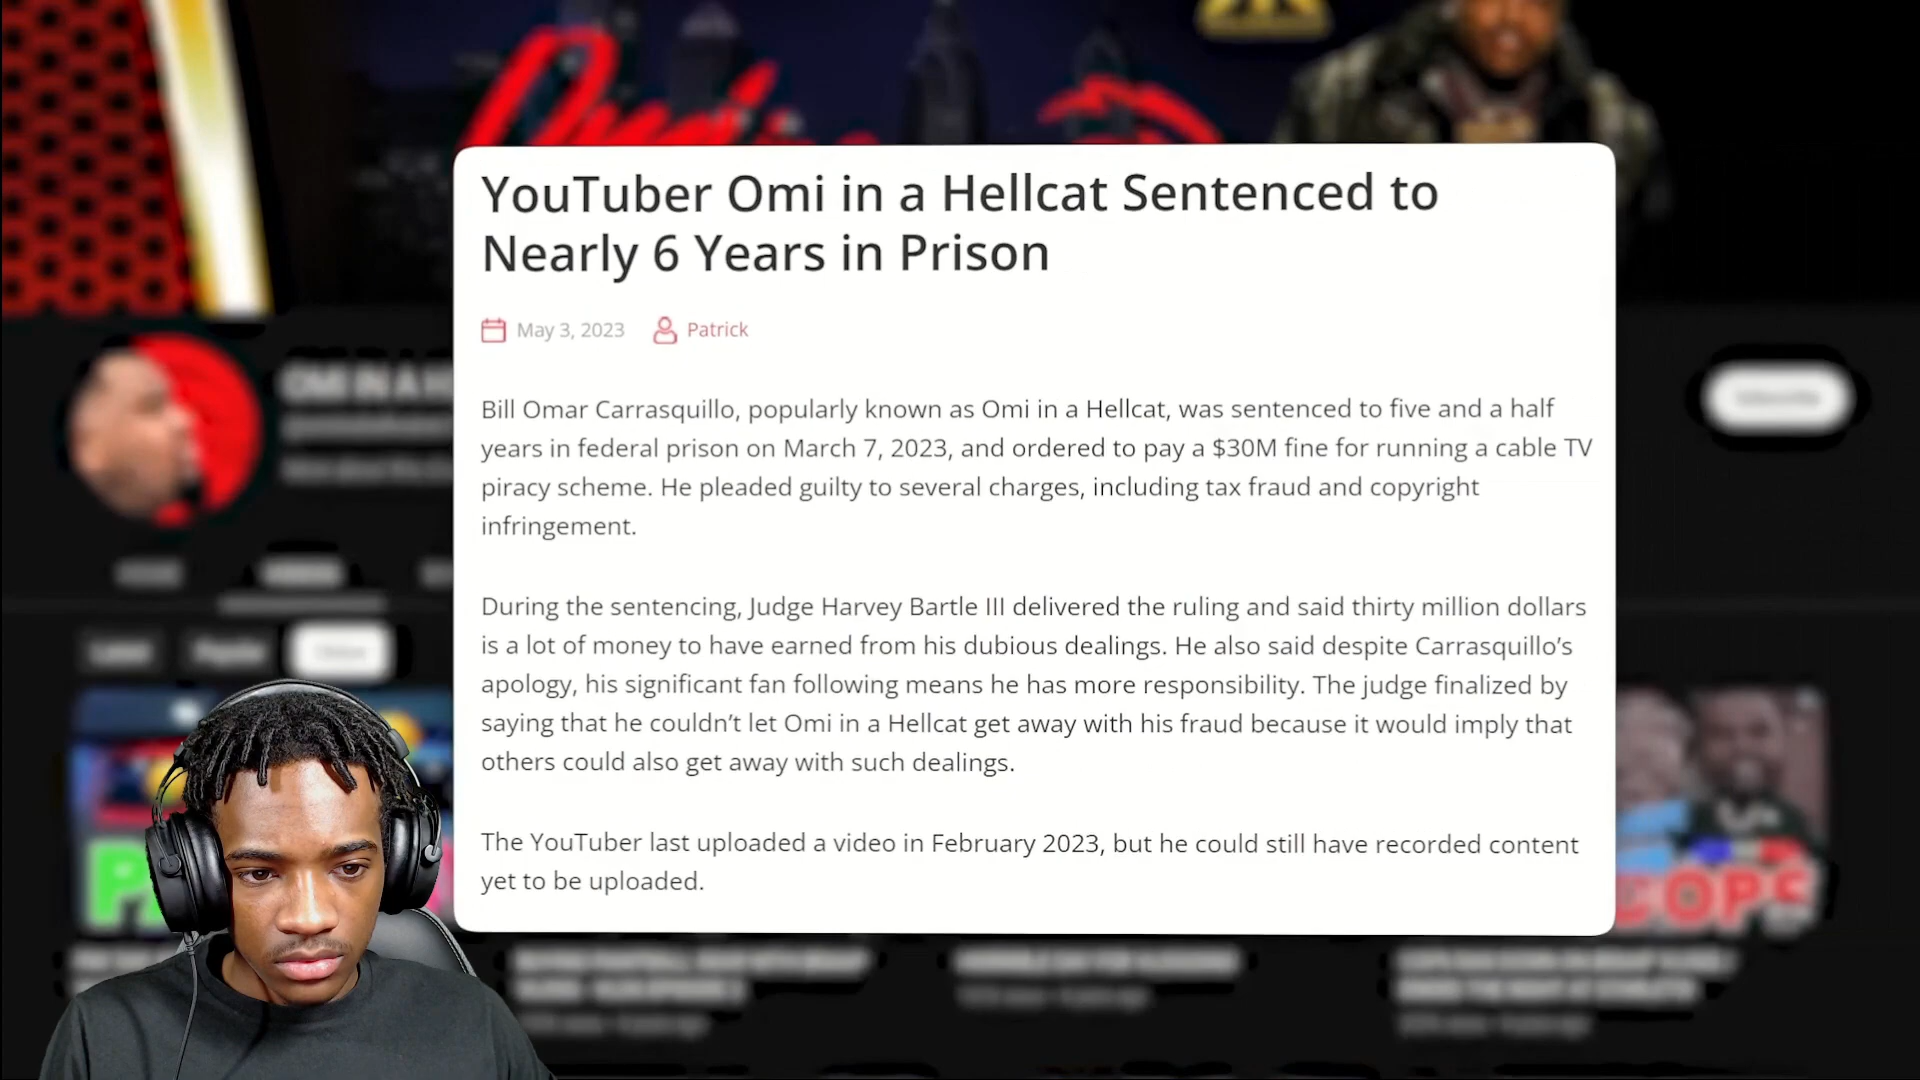 YouTuber Omi in a Hellcat Sentenced to
Nearly 6 Years in Prison
May 3, 2023 Patrick
Bill Omar Carrasquillo, popularly known as Omi in a Hellcat, was sentenced to five and a half
years in federal prison on March 7, 2023, and ordered to pay a $30M fine for running a cable TV
piracy scheme. He pleaded guilty to several charges, including tax fraud and copyright
infringement.
During the sentencing, Judge Harvey Bartle III delivered the ruling and said thirty million dollars
is a lot of money to have earned from his dubious dealings. He also said despite Carrasquillo’s
apology, his significant fan following means he has more responsibility. The judge finalized by
saying that he couldn’t let Omi in a Hellcat get away with his fraud because it would imply that
others could also get away with such dealings.
The YouTuber last uploaded a video in February 2023, but he could still have recorded content
yet to be uploaded.